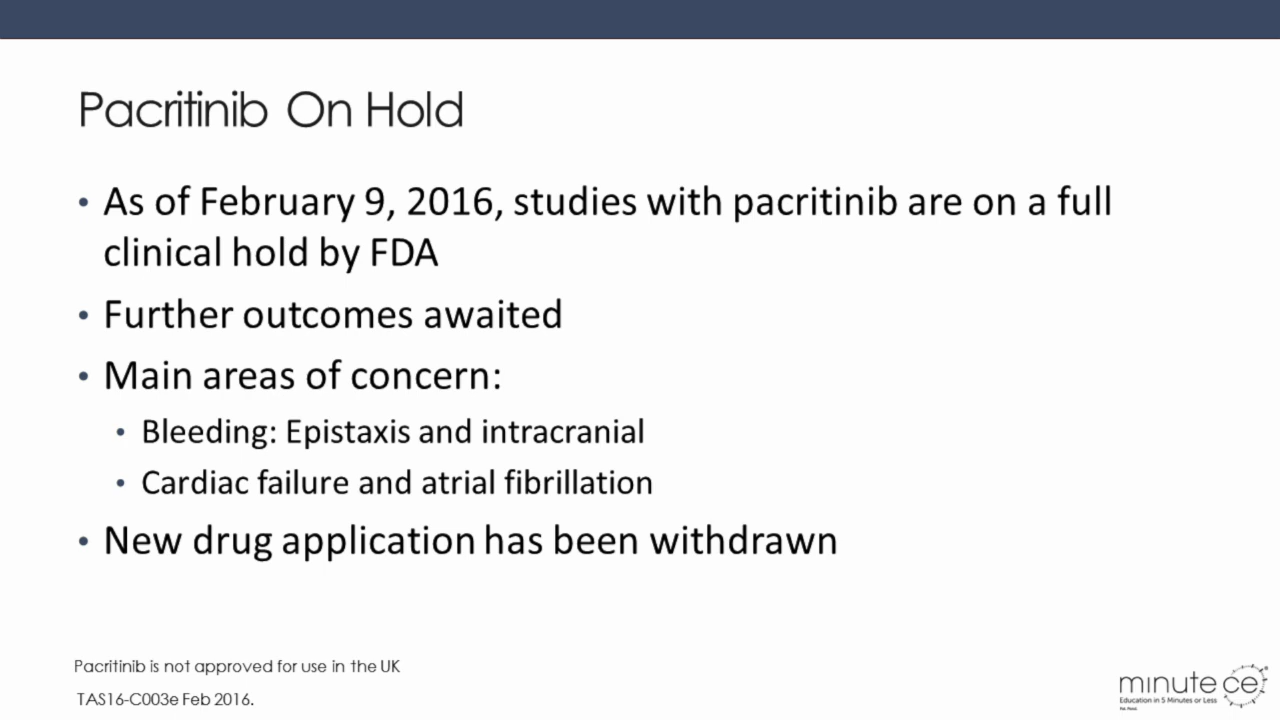 Pacritinib On Hold
• As of February 9, 2016, studies with pacritinib are on a full
clinical hold by FDA
• Further outcomes awaited
• Main areas of concern:
• Bleeding: Epistaxis and intracranial
• Cardiac failure and atrial fibrillation
• New drug application has been withdrawn
Pacritinib is not approved for use in the UK
TAS16-C003e Feb 2016.
minute ce
Education in 5 Minutes or Less